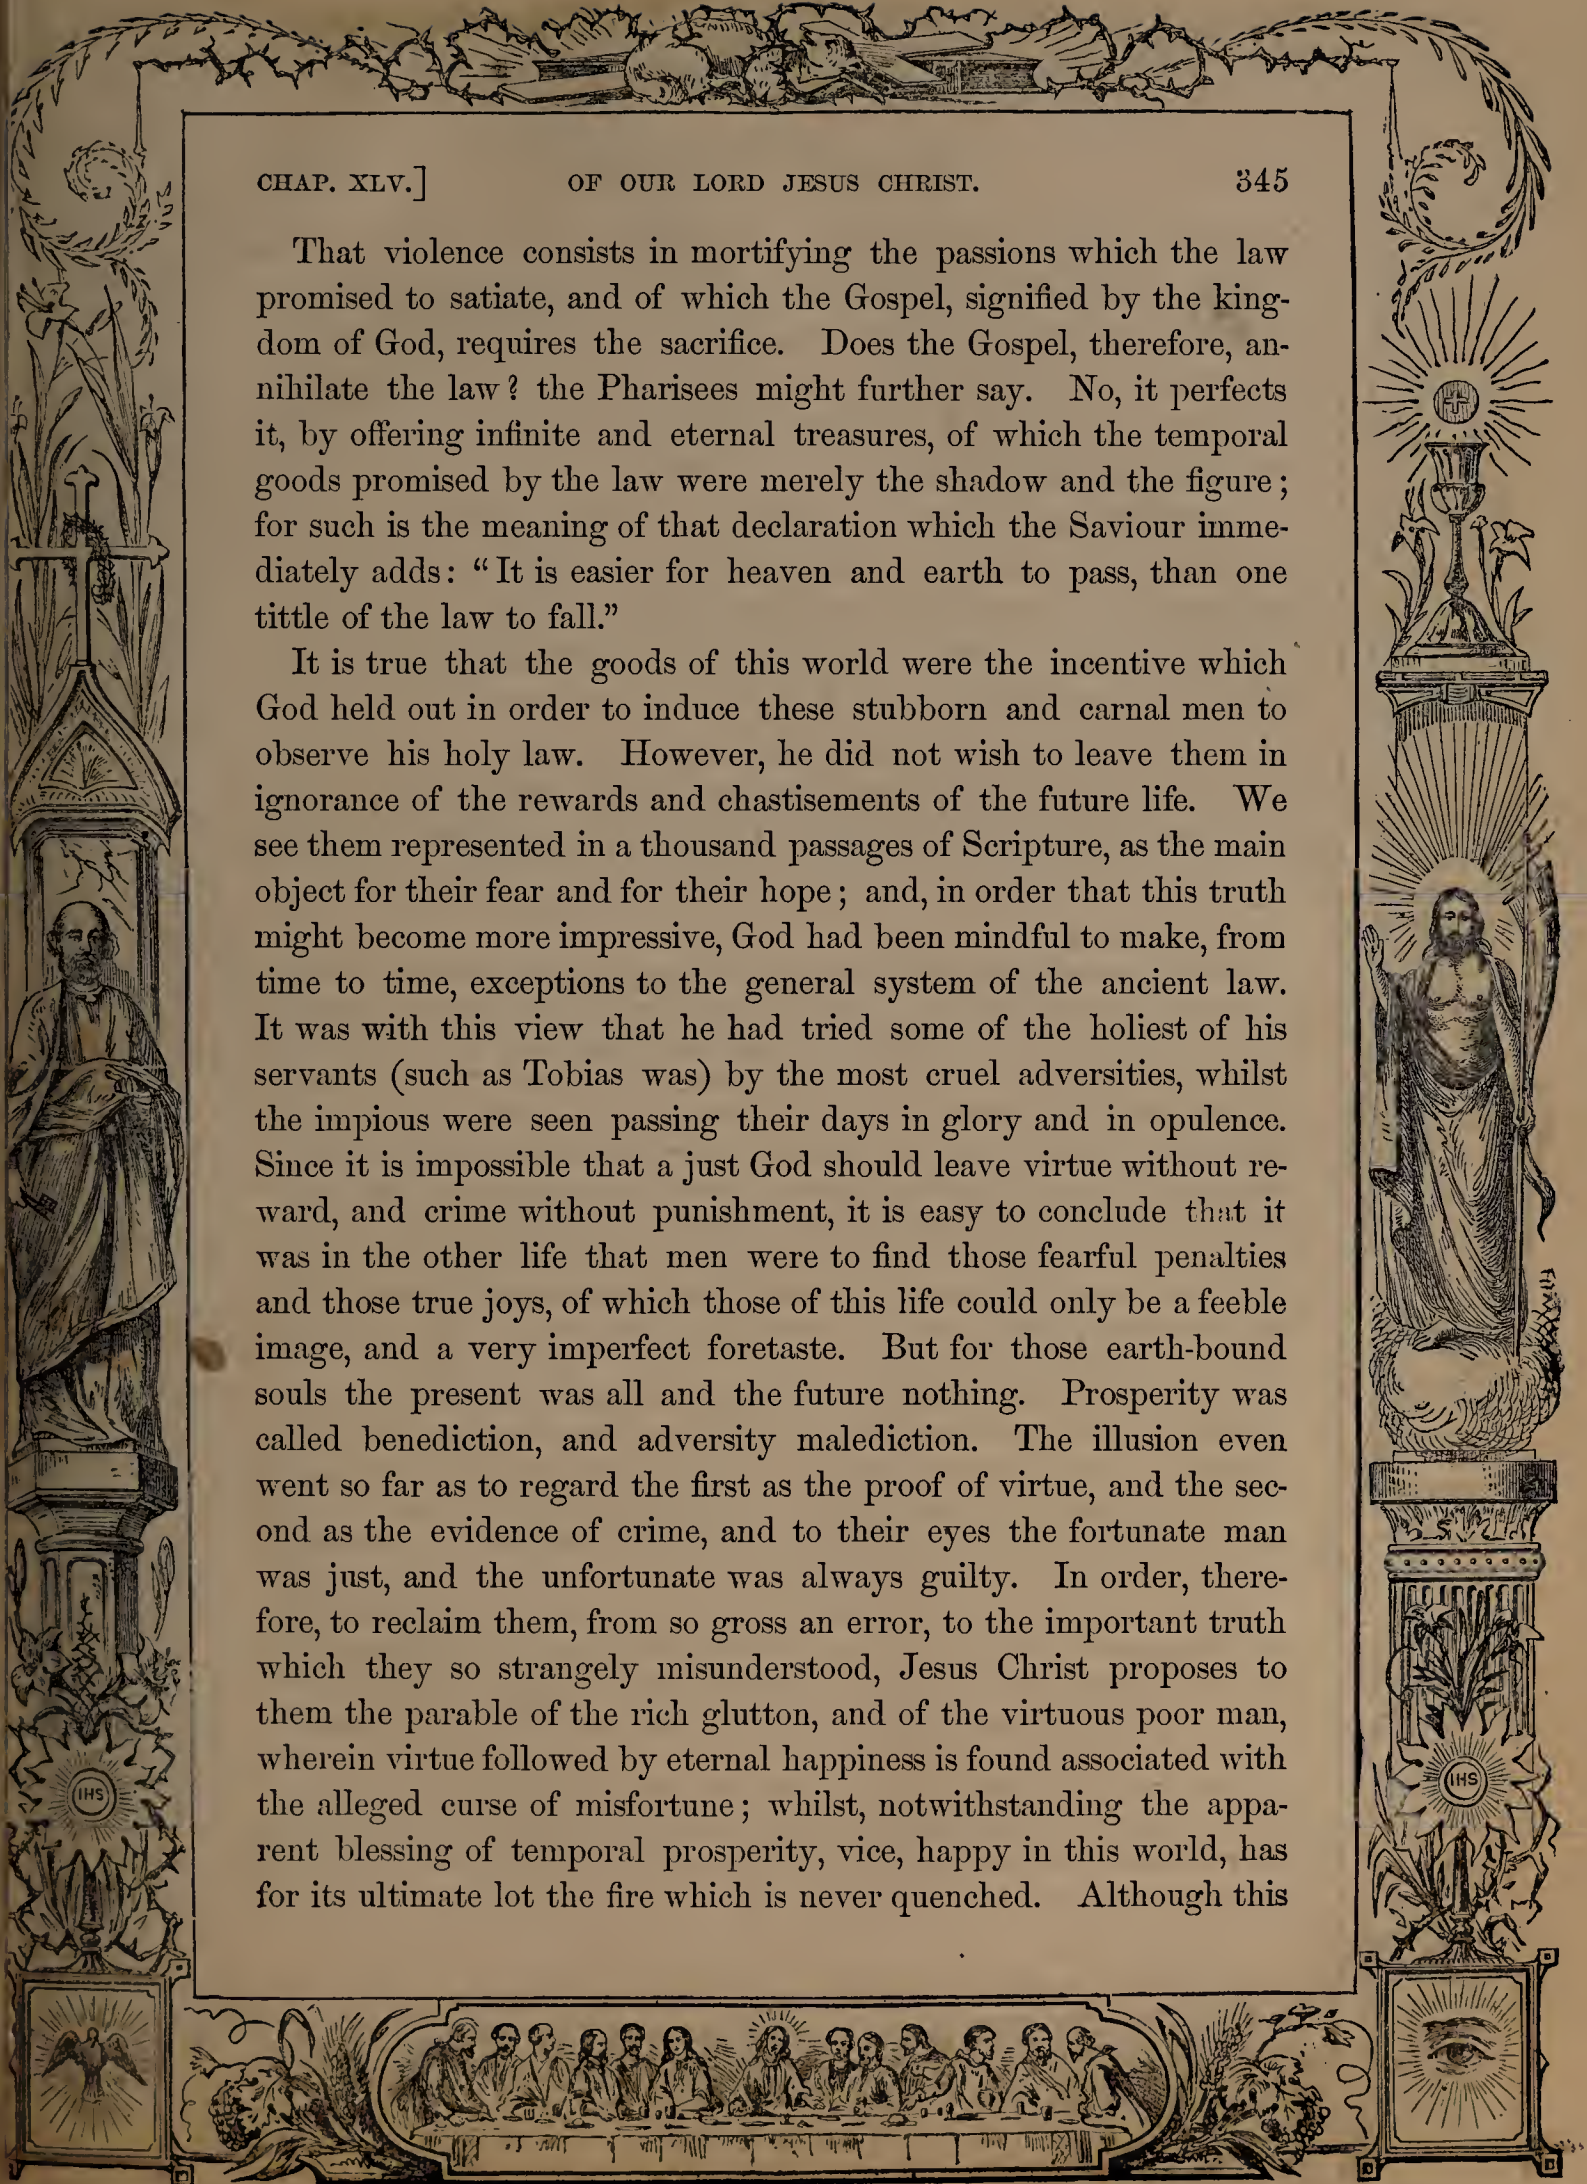 CHAP. XLV.] OF OUR LORD JESUS CHRIST. 345
That violence consists in mortifying the passions which the law
promised to satiate, and of which the Gospel, signified by the king-
dom of God, requires the sacrifice. Does the Gospel, therefore, an-
nihilate the law? the Pharisees might further say. No, it perfects
it, by offering infinite and eternal treasures, of which the temporal
goods promised by the law were merely the shadow and the figure;
for such is the meaning of that declaration which the Saviour imme-
diately adds: “It is easier for heaven and earth to pass, than one
tittle of the law to fall.”
It is true that the goods of this world were the incentive which
God held out in order to induce these stubborn and carnal men to
observe his holy law. However, he did not wish to leave them in
ignorance of the rewards and chastisements of the future life. We
see them represented in a thousand passages of Scripture, as the main
object for their fear and for their hope; and, in order that this truth
might become more impressive, God had been mindful to make, from
time to time, exceptions to the general system of the ancient law.
It was with this view that he had tried some of the holiest of his
servants (such as Tobias was) by the most cruel adversities, whilst
the impious were seen passing their days in glory and in opulence.
Since it is impossible that a just God should leave virtue without re-
ward, and crime without punishment, it is easy to conclude that it
was in the other life that men were to find those fearful penalties
and those true joys, of which those of this life could only be a feeble
image, and a very imperfect foretaste. But for those earth-bound
souls the present was all and the future nothing. Prosperity was
called benediction, and adversity malediction. The illusion even
went so far as to regard the first as the proof of virtue, and the sec-
ond as the evidence of crime, and to their eyes the fortunate man
was just, and the unfortunate was always guilty. In order, there-
fore, to reclaim them, from so gross an error, to the important truth
which they so strangely misunderstood, Jesus Christ proposes to
them the parable of the rich glutton, and of the virtuous poor man,
wherein virtue followed by eternal happiness is found associated with
the alleged curse of misfortune; whilst, notwithstanding the appa-
rent blessing of temporal prosperity, vice, happy in this world, has
for its ultimate lot the fire which is never quenched. Although this
IHS
IHS